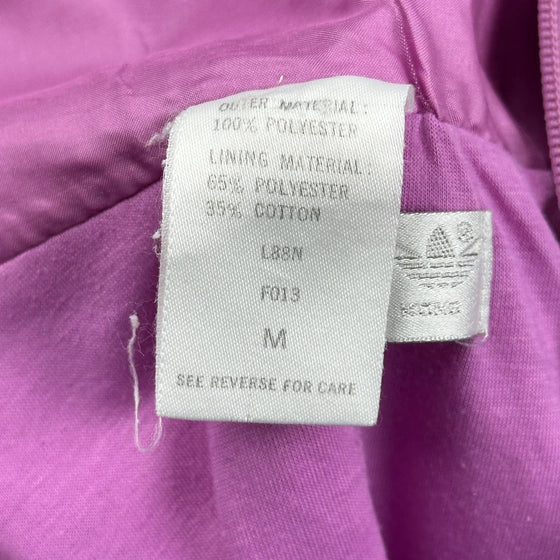 OUTER MATERIAL:
100% POLYESTER
LINING MATERIAL:
65% POLYESTER
35% COTTON
L88N
F013
M
SEE REVERSE FOR CARE